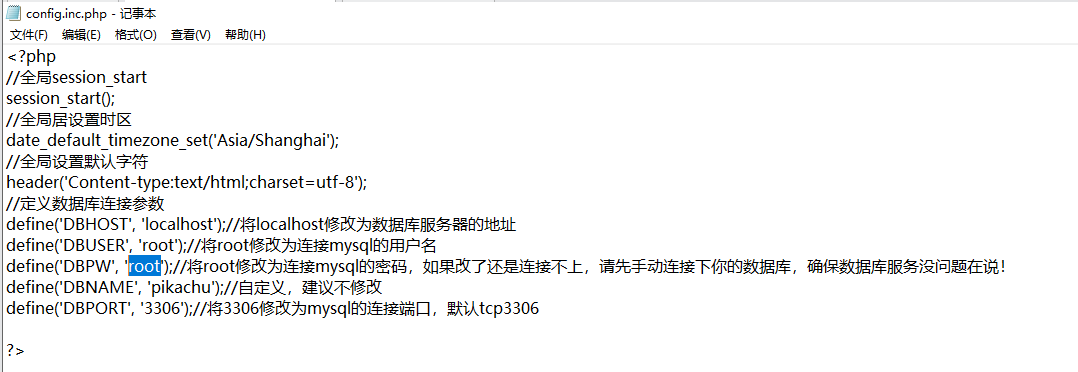 config.inc.php - 记事本
文件(F) 编辑(E) 格式(O) 查看(V) 帮助(H)
<?php
//全局session_start
session_start();
//全局居设置时区
date_default_timezone_set('Asia/Shanghai');
//全局设置默认字符
header('Content-type:text/html;charset=utf-8');
//定义数据库连接参数
define('DBHOST', 'localhost');//将localhost修改为数据库服务器的地址
define('DBUSER', 'root');//将root修改为连接mysql的用户名
define('DBPW', 'root');//将root修改为连接mysql的密码，如果改了还是连接不上，请先手动连接下你的数据库，确保数据库服务没问题在说！
define('DBNAME', 'pikachu');//自定义，建议不修改
define('DBPORT', '3306');//将3306修改为mysql的连接端口，默认tcp3306
?>